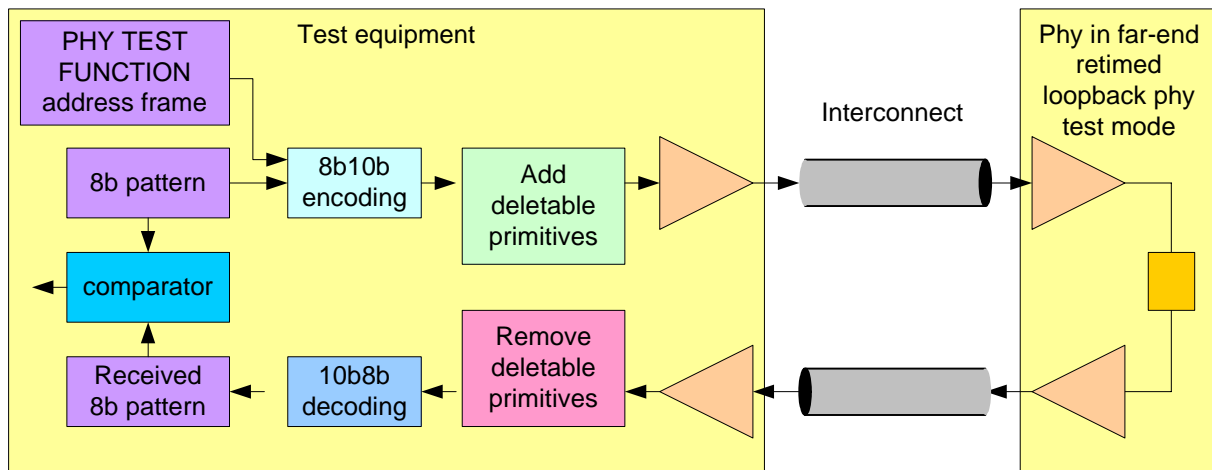 Test equipment
PHY TEST
FUNCTION
address frame
8b pattern
8b10b
encoding
Add
deletable
primitives
comparator
Received
8b pattern
10b8b
decoding
Remove
deletable
primitives
Interconnect
Phy in far-end
retimed
loopback phy
test mode